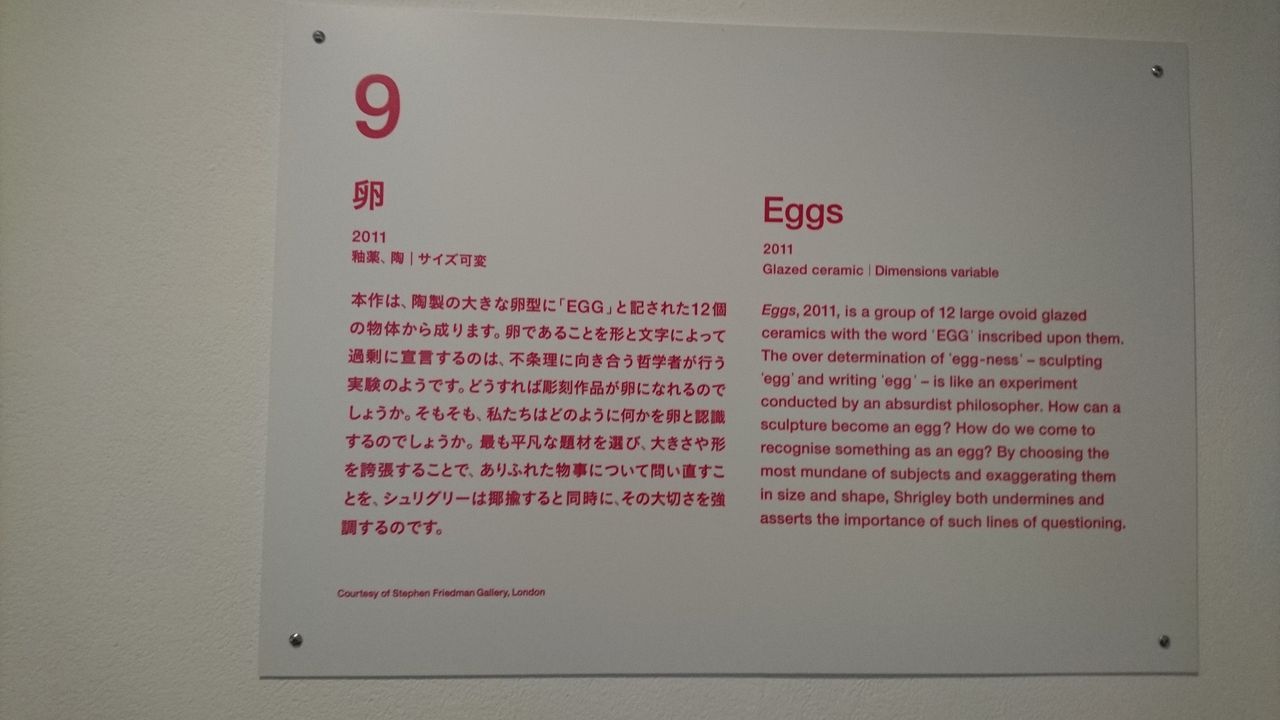 9
卵
2011
釉薬、陶｜サイズ可変
本作は、陶製の大きな卵型に「EGG」と記された12個
の物体から成ります。卵であることを形と文字によって
過剰に宣言するのは、不条理に向き合う哲学者が行う
実験のようです。どうすれば彫刻作品が卵になれるので
しょうか。そもそも、私たちはどのように何かを卵と認識
するのでしょうか。最も平凡な題材を選び、大きさや形
を誇張することで、ありふれた物事について問い直すこ
とを、シュリグリーは揶揄すると同時に、その大切さを強
調するのです。
Eggs
2011
Glazed ceramic | Dimensions variable
Eggs, 2011, is a group of 12 large ovoid glazed
ceramics with the word 'EGG' inscribed upon them.
The over determination of 'egg-ness' – sculpting
'egg' and writing 'egg' – is like an experiment
conducted by an absurdist philosopher. How can a
sculpture become an egg? How do we come to
recognise something as an egg? By choosing the
most mundane of subjects and exaggerating them
in size and shape, Shrigley both undermines and
asserts the importance of such lines of questioning.
Courtesy of Stephen Friedman Gallery, London